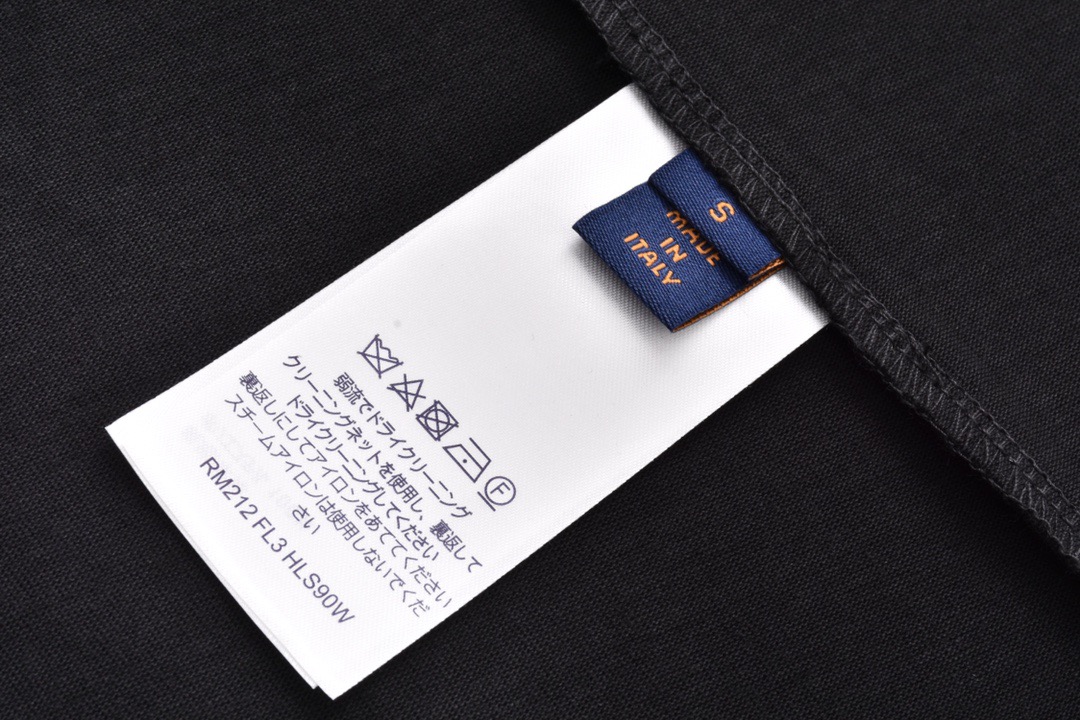 S
MADE
IN
ITALY
F
弱流でドライクリーニング
クリーニングネットを使用し、裏返して
ドライクリーニングしてください
裏返しにしてアイロンをあててください
スチームアイロンは使用しないでくだ
さい
RM212 FL3 HLS90W